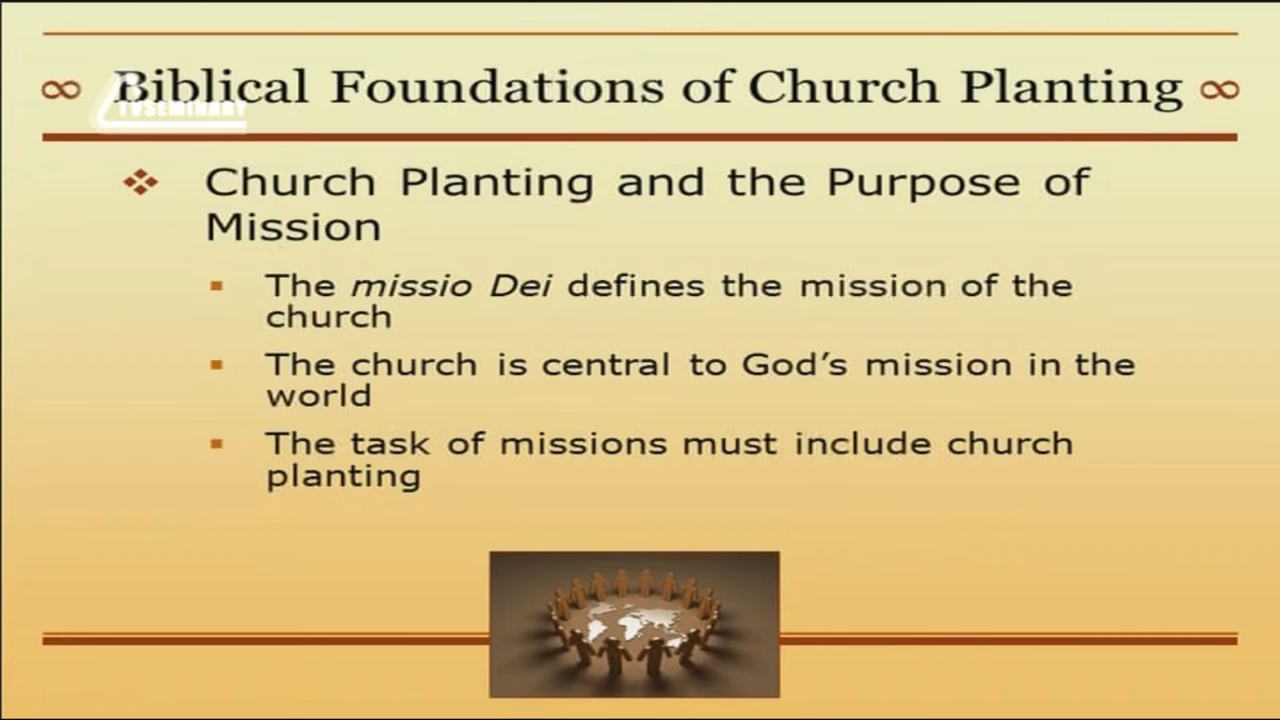 ∞ Biblical Foundations of Church Planting ∞
TVSEMINARY
Church Planting and the Purpose of
Mission
The missio Dei defines the mission of the
church
The church is central to God’s mission in the
world
The task of missions must include church
planting